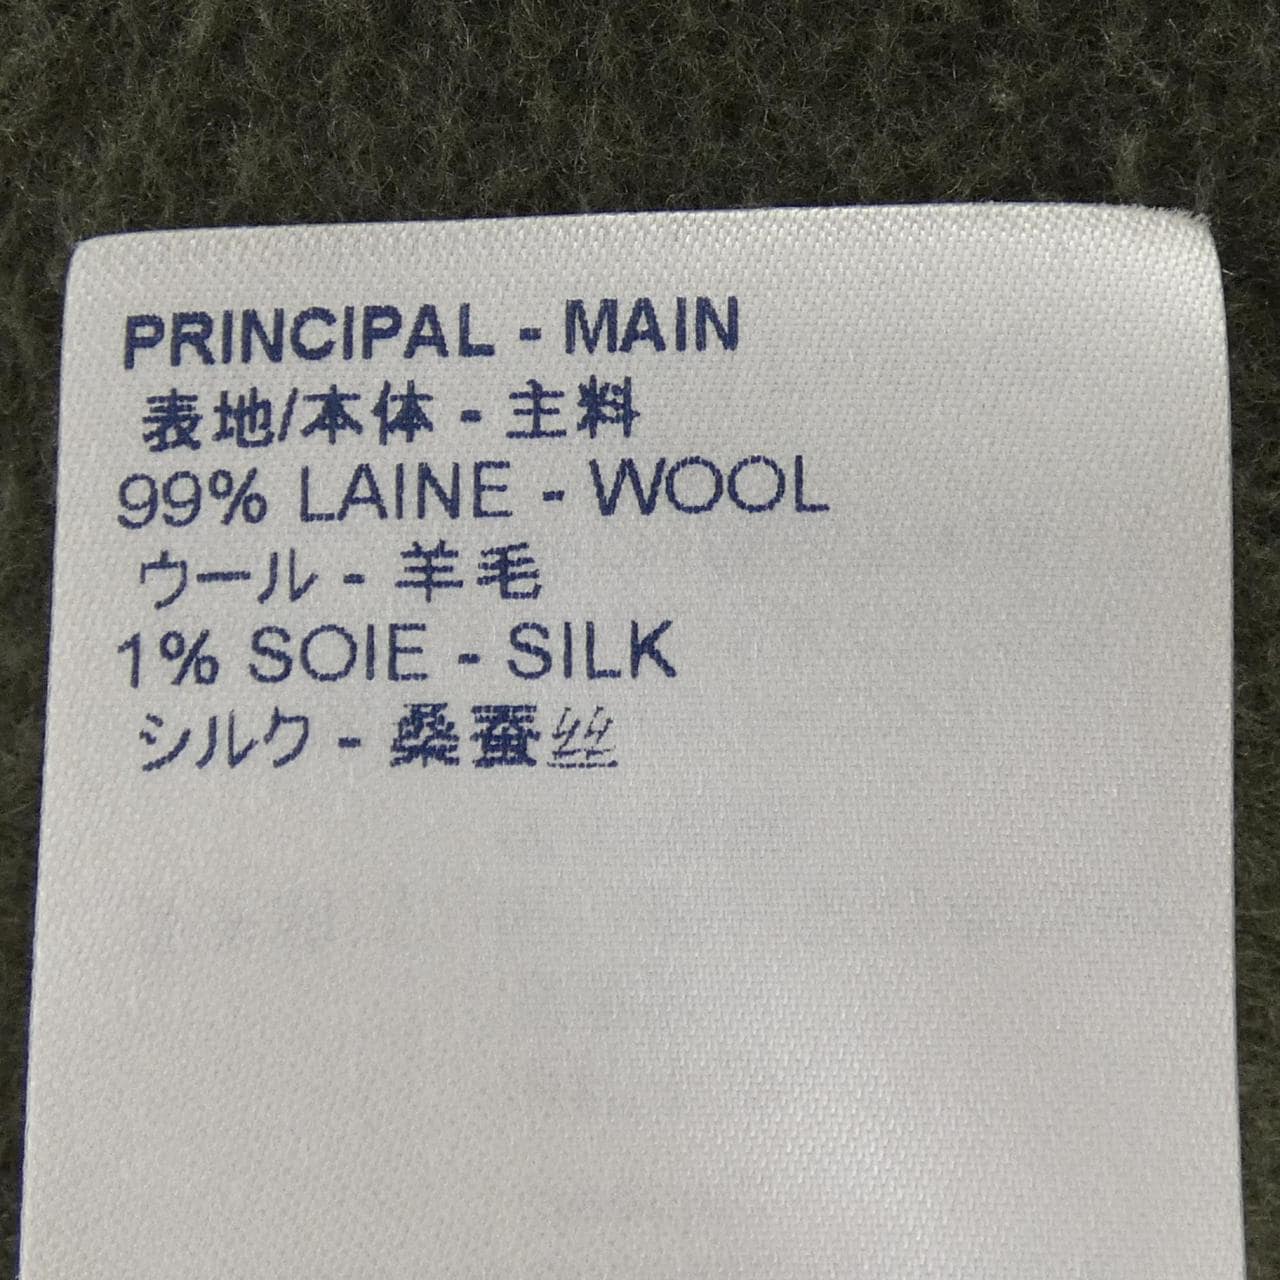 PRINCIPAL - MAIN
表地/本体 - 主料
99% LAINE - WOOL
ウール - 羊毛
1% SOIE - SILK
シルク - 桑蚕丝